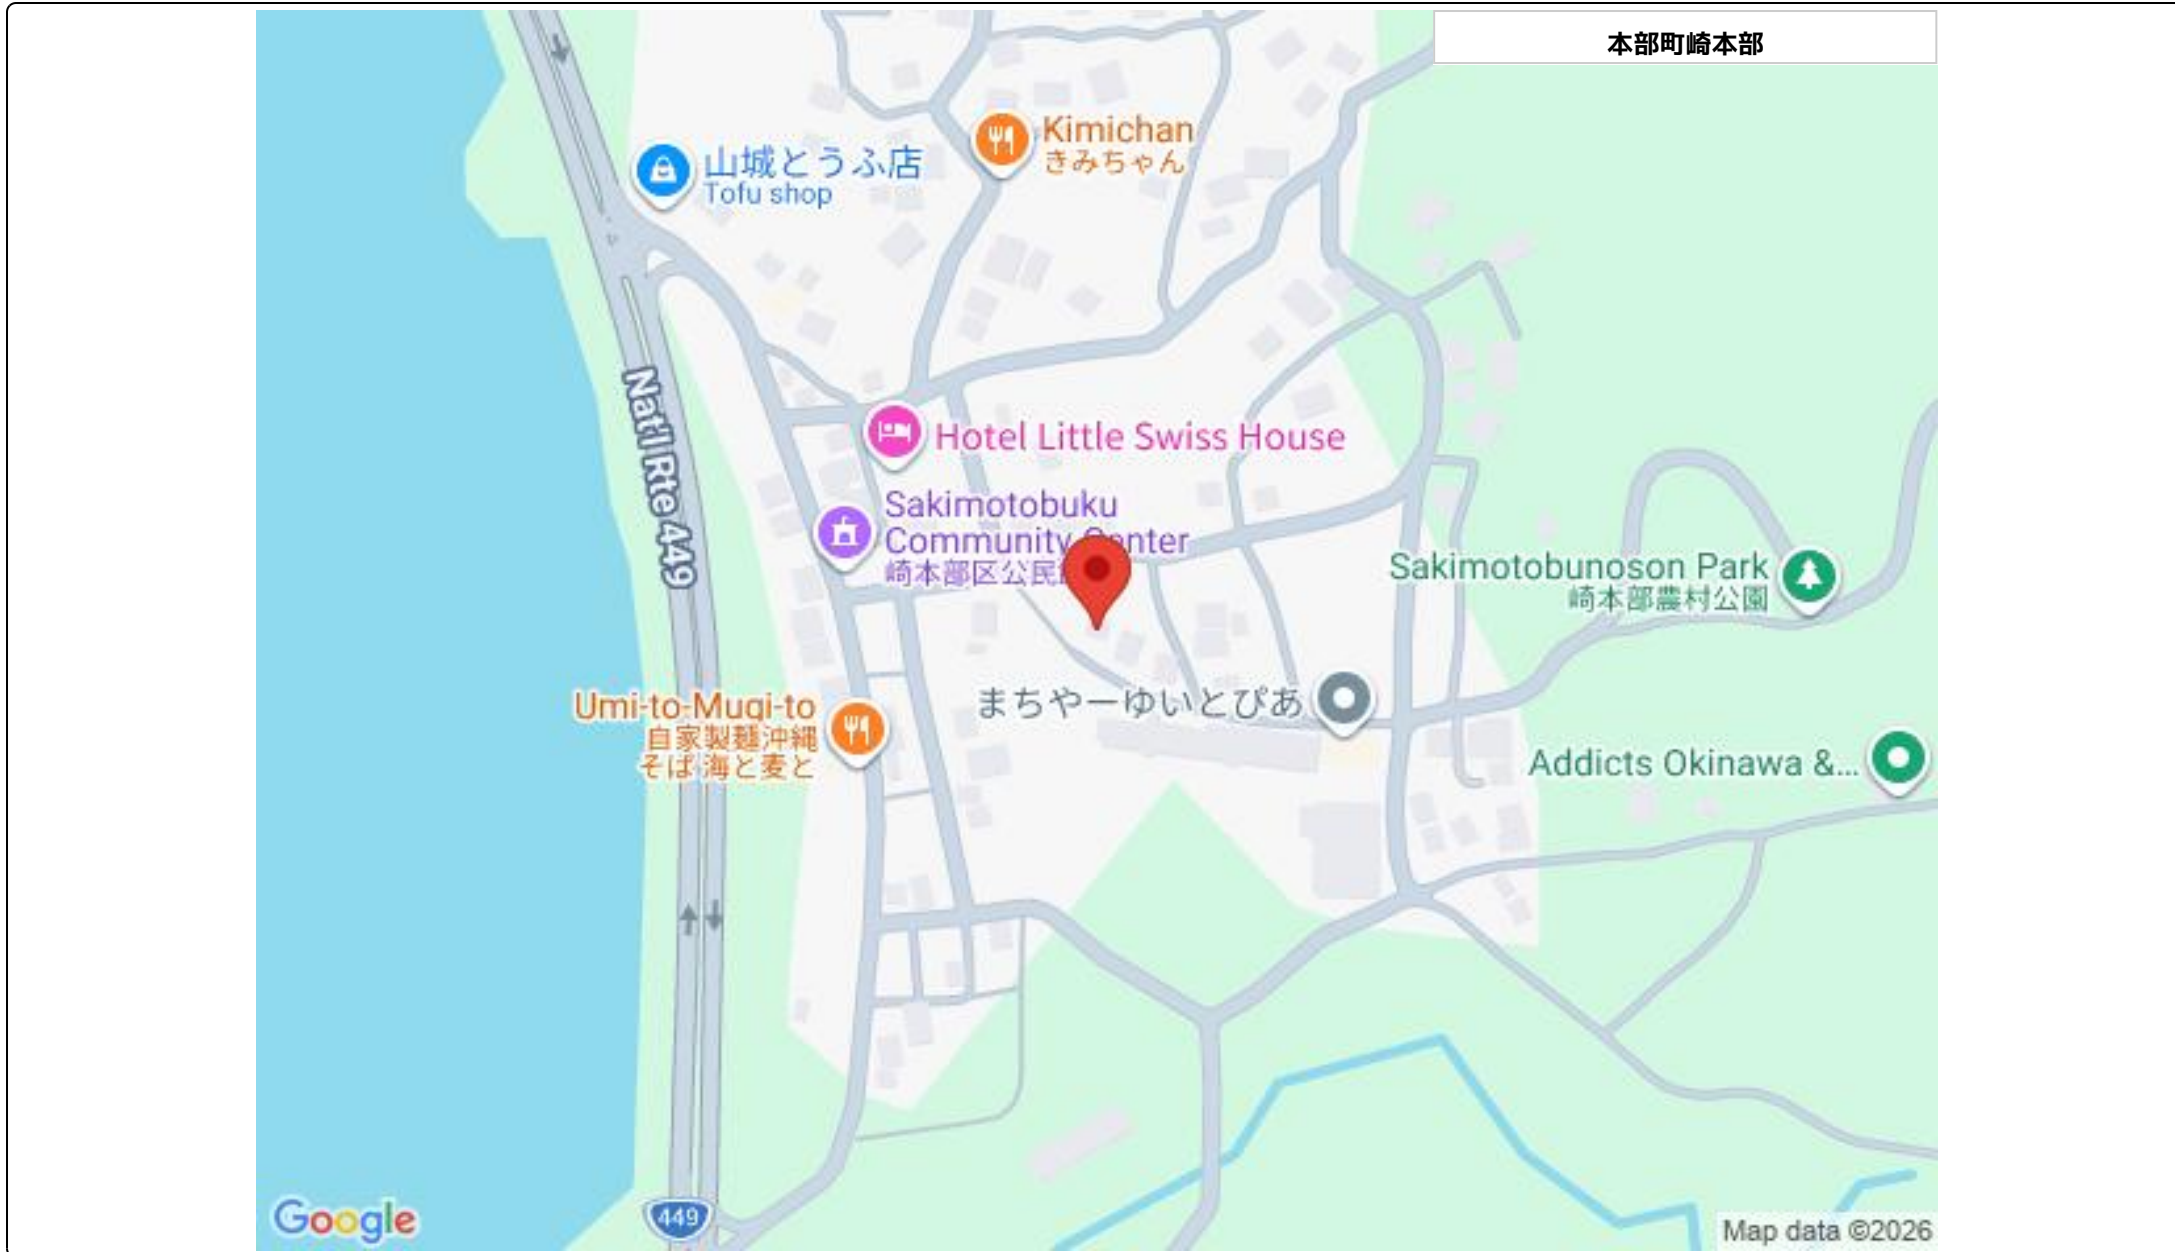 本部町崎本部
Kimichan
きみちゃん
山城とうふ店
Tofu shop
Nat'l Rte 449
Hotel Little Swiss House
Sakimotobuku
Community Center
崎本部区公民
Sakimotobunoson Park
崎本部農村公園
Umi-to-Mugi-to
自家製麺沖縄
そば 海と麦と
まちやーゆいとぴあ
Addicts Okinawa &...
449
Google
Map data ©2026